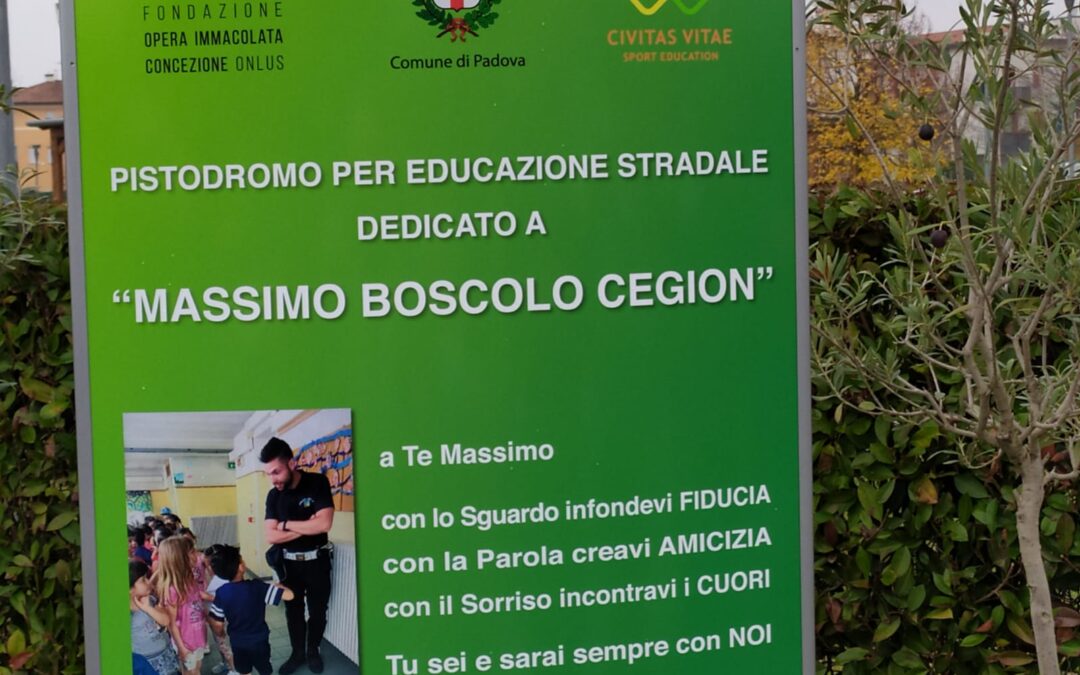 FONDAZIONE
OPERA IMMACOLATA
CONCEZIONE ONLUS
Comune di Padova
CIVITAS VITAE
SPORT EDUCATION
PISTODROMO PER EDUCAZIONE STRADALE
DEDICATO A
“MASSIMO BOSCOLO CEGION”
a Te Massimo
con lo Sguardo infondevi FIDUCIA
con la Parola creavi AMICIZIA
con il Sorriso incontravi i CUORI
Tu sei e sarai sempre con NOI